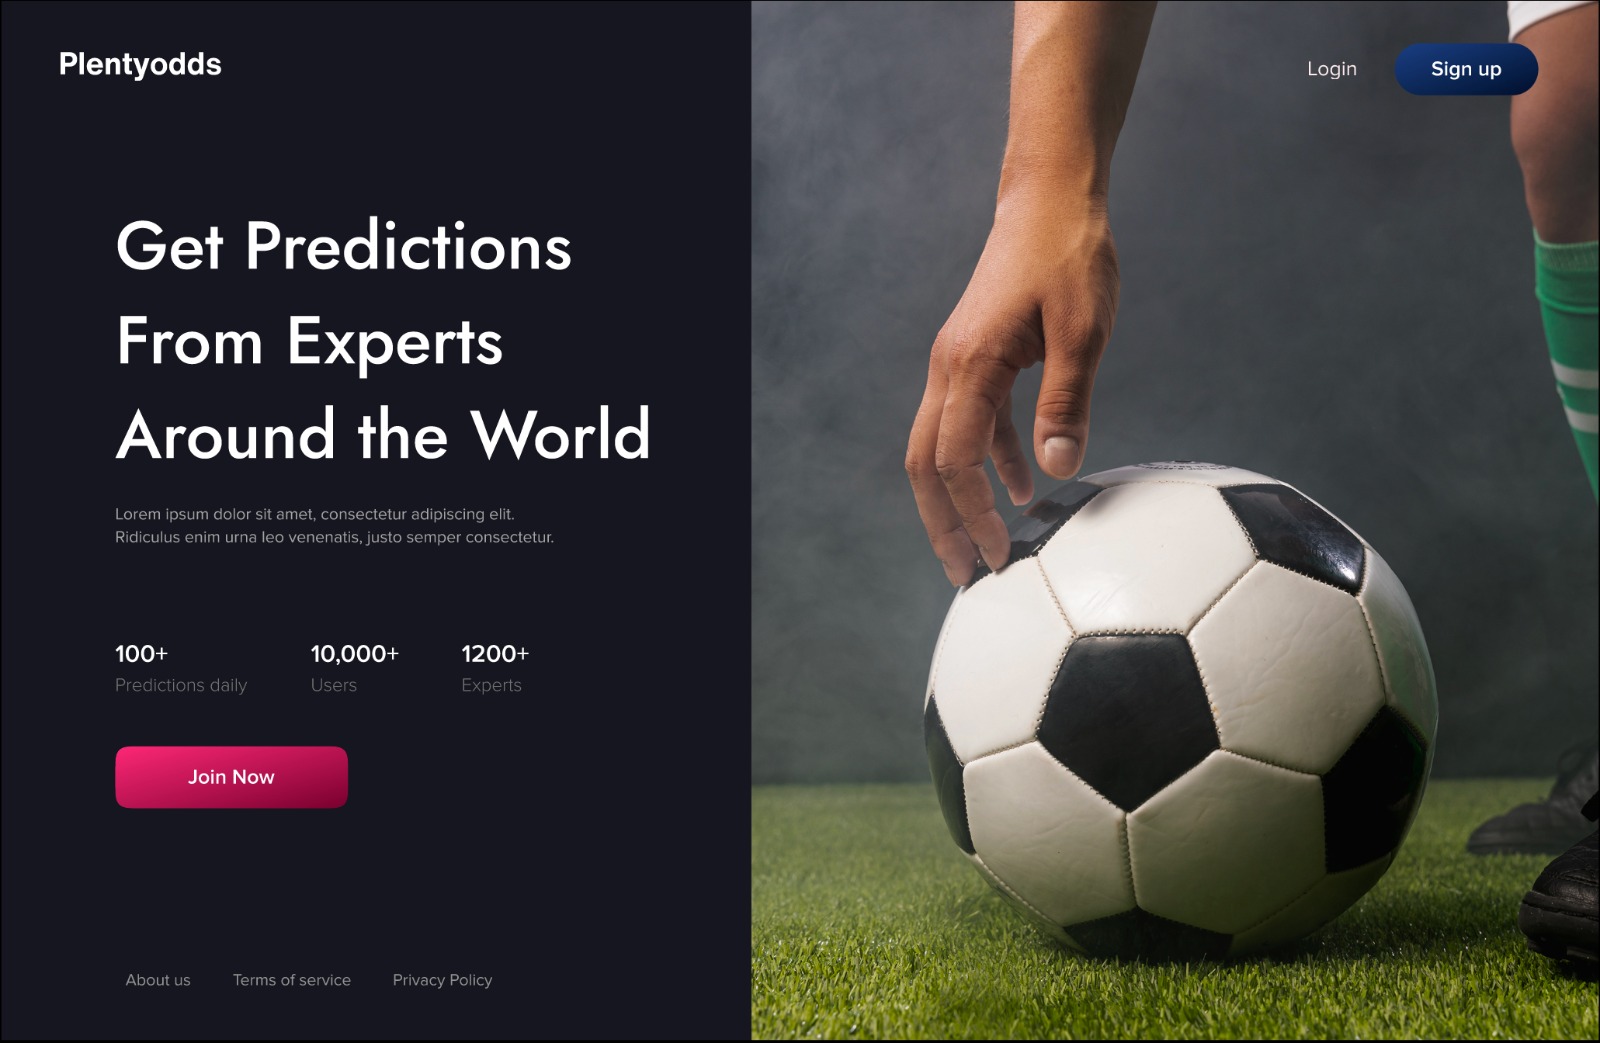 Plentyodds
Login
Sign up
Get Predictions
From Experts
Around the World
Lorem ipsum dolor sit amet, consectetur adipiscing elit.
Ridiculus enim urna leo venenatis, justo semper consectetur.
100+
Predictions daily
10,000+
Users
1200+
Experts
Join Now
About us
Terms of service
Privacy Policy